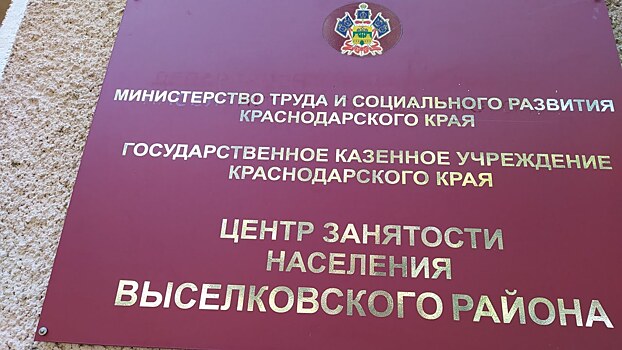 МИНИСТЕРСТВО ТРУДА И СОЦИАЛЬНОГО РАЗВИТИЯ
КРАСНОДАРСКОГО КРАЯ
ГОСУДАРСТВЕННОЕ КАЗЕННОЕ УЧРЕЖДЕНИЕ
КРАСНОДАРСКОГО КРАЯ
ЦЕНТР ЗАНЯТОСТИ
НАСЕЛЕНИЯ
ВЫСЕЛКОВСКОГО РАЙОНА